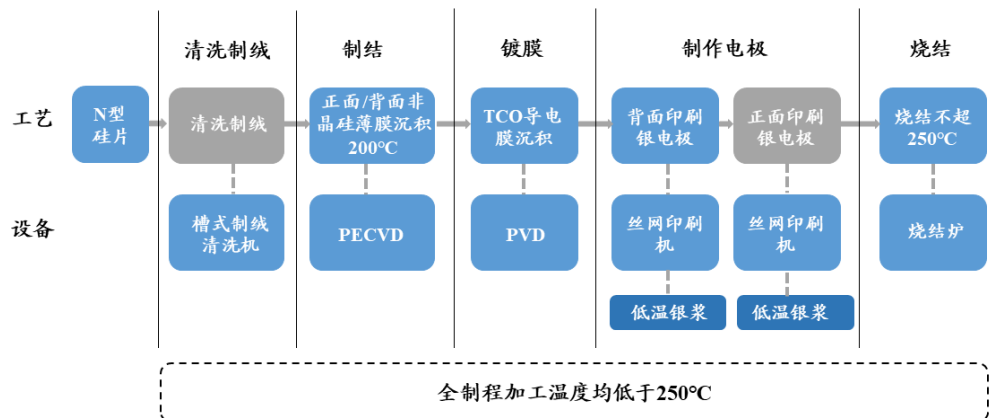 清洗制绒
制结
镀膜
制作电极
烧结
工艺
N型
硅片
清洗制绒
正面/背面非
晶硅薄膜沉积
200℃
TCO导电
膜沉积
背面印刷
银电极
正面印刷
银电极
烧结不超
250℃
设备
槽式制绒
清洗机
PECVD
PVD
丝网印刷
机
丝网印刷
机
烧结炉
低温银浆
低温银浆
全制程加工温度均低于250℃